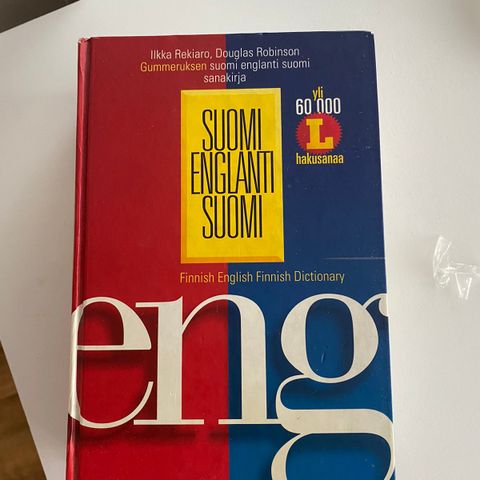 Ilkka Rekiaro, Douglas Robinson
Gummeruksen suomi englanti suomi
sanakirja
yli
60 000
L
hakusanaa
SUOMI
ENGLANTI
SUOMI
Finnish English Finnish Dictionary
eng